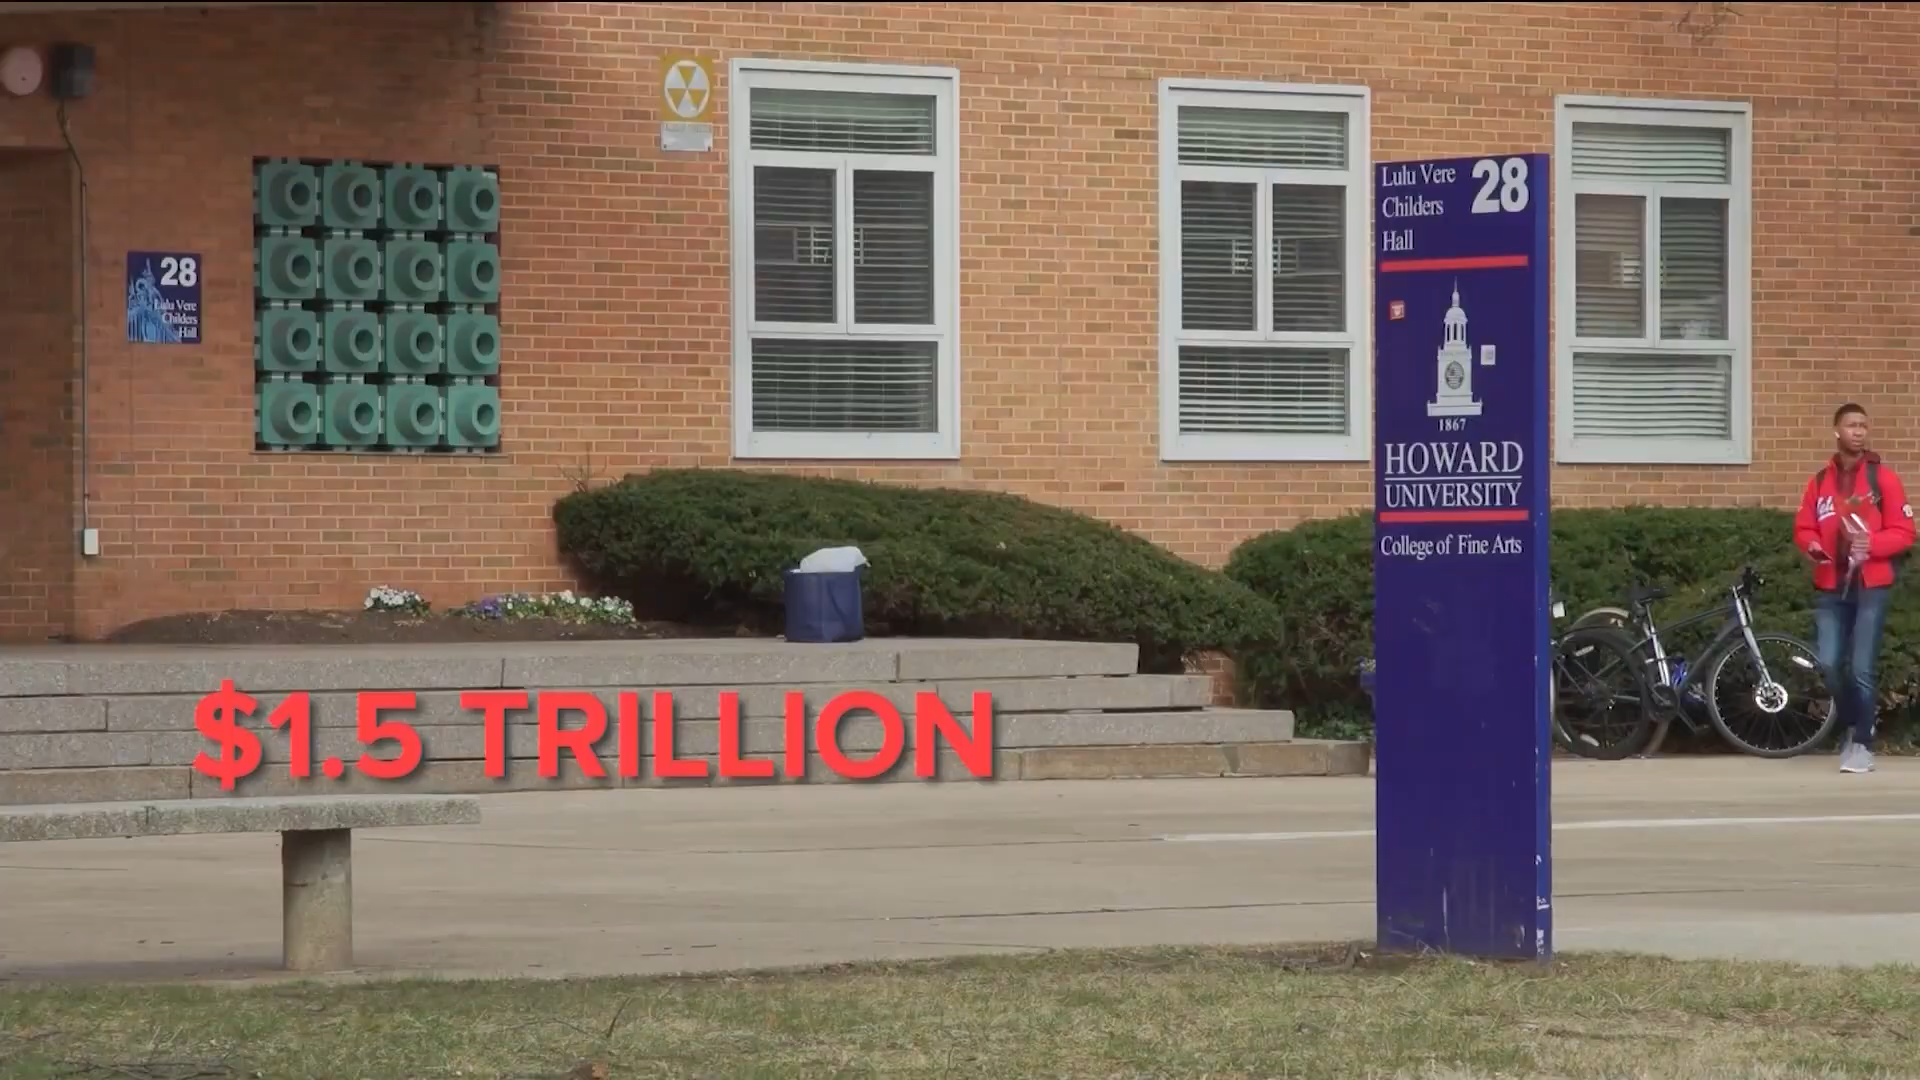 28
Lulu Vere
Childers
Hall
Lulu Vere
Childers
Hall
28
1867
HOWARD
UNIVERSITY
College of Fine Arts
$1.5 TRILLION